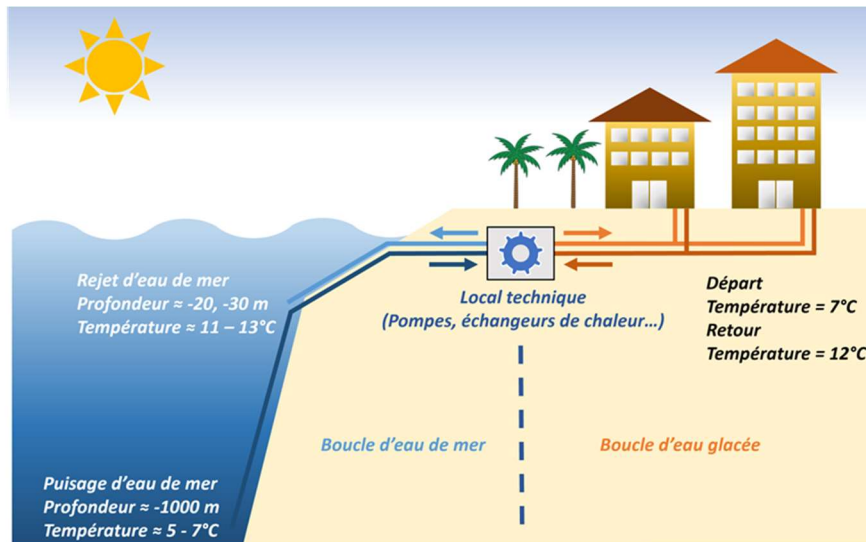 Rejet d'eau de mer
Profondeur ≈ -20, -30 m
Température ≈ 11 – 13°C
Local technique
(Pompes, échangeurs de chaleur…)
Départ
Température = 7°C
Retour
Température = 12°C
Boucle d'eau de mer
Boucle d'eau glacée
Puisage d'eau de mer
Profondeur ≈ -1000 m
Température ≈ 5 - 7°C